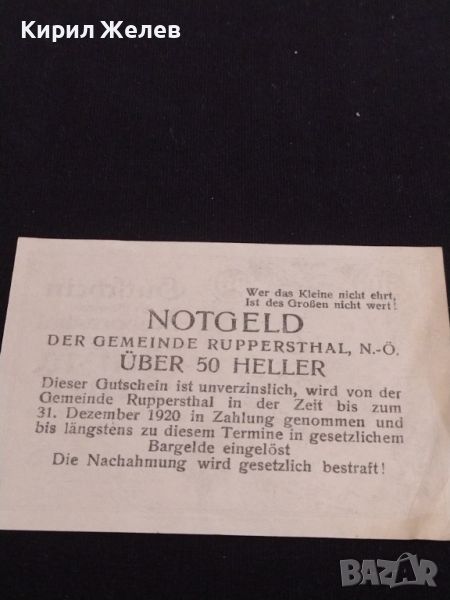 Кирил Желев
Wer das Kleine nicht ehrt,
Ist des Großen nicht wert!
NOTGELD
DER GEMEINDE RUPPERSTHAL, N.-Ö.
ÜBER 50 HELLER
Dieser Gutschein ist unverzinslich, wird von der
Gemeinde Ruppersthal in der Zeit bis zum
31. Dezember 1920 in Zahlung genommen und
bis längstens zu diesem Termine in gesetzlichem
Bargelde eingelöst
Die Nachahmung wird gesetzlich bestraft!
BAZAR